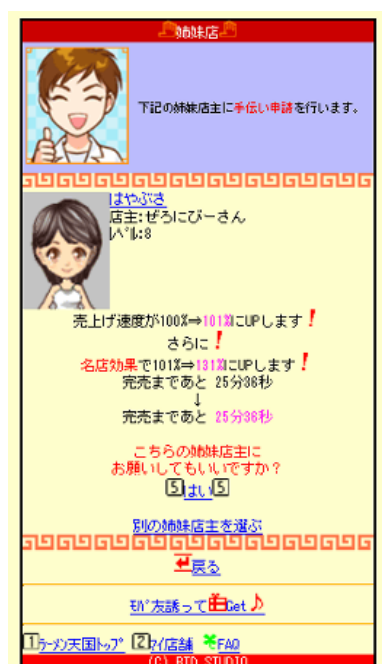 姉妹店
下記の姉妹店主に手伝い申請を行います。
はやぶさ
店主:ぜろにびーさん
ﾚﾍﾞﾙ:8
売上げ速度が100%⇒101%にUPします!
さらに!
名店効果で101%⇒131%にUPします!
完売まであと 25分36秒
↓
完売まであと 25分36秒
こちらの姉妹店主に
お願いしてもいいですか?
5はい5
別の姉妹店主を選ぶ
戻る
ﾓﾊﾞ友誘ってGet♪
1ﾗｰﾒﾝ天国ﾄｯﾌﾟ 2ﾏｲ店舗 FAQ
(C) BTD STUDIO